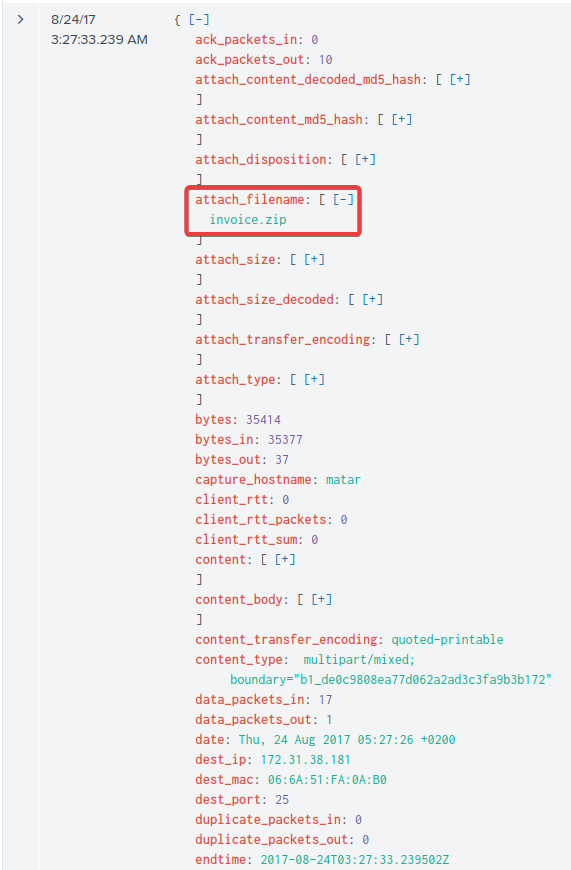 > 8/24/17 { [-]
3:27:33.239 AM ack_packets_in: 0
ack_packets_out: 10
attach_content_decoded_md5_hash: [ [+]
]
attach_content_md5_hash: [ [+]
]
attach_disposition: [ [+]
]
attach_filename: [ [-]
invoice.zip
]
attach_size: [ [+]
]
attach_size_decoded: [ [+]
]
attach_transfer_encoding: [ [+]
]
attach_type: [ [+]
]
bytes: 35414
bytes_in: 35377
bytes_out: 37
capture_hostname: matar
client_rtt: 0
client_rtt_packets: 0
client_rtt_sum: 0
content: [ [+]
]
content_body: [ [+]
]
content_transfer_encoding: quoted-printable
content_type: multipart/mixed;
boundary="b1_de0c9808ea77d062a2ad3c3fa9b3b172"
data_packets_in: 17
data_packets_out: 1
date: Thu, 24 Aug 2017 05:27:26 +0200
dest_ip: 172.31.38.181
dest_mac: 06:6A:51:FA:0A:B0
dest_port: 25
duplicate_packets_in: 0
duplicate_packets_out: 0
endtime: 2017-08-24T03:27:33.239502Z